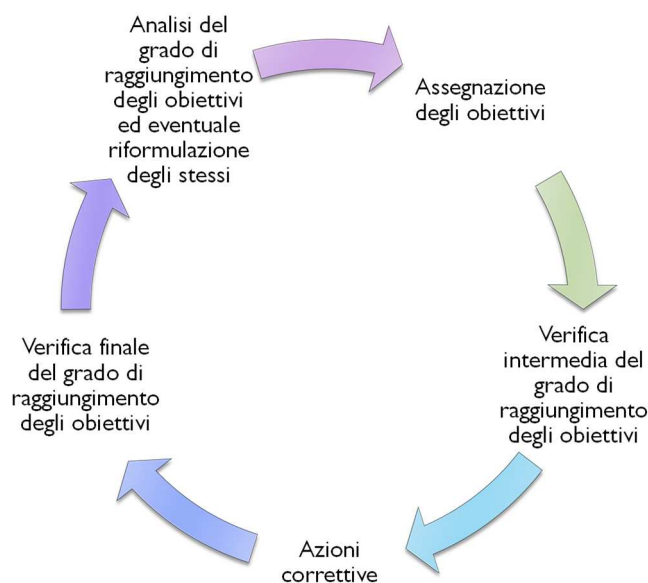 Analisi del
grado di
raggiungimento
degli obiettivi
ed eventuale
riformulazione
degli stessi
Assegnazione
degli obiettivi
Verifica
intermedia del
grado di
raggiungimento
degli obiettivi
Azioni
correttive
Verifica finale
del grado di
raggiungimento
degli obiettivi